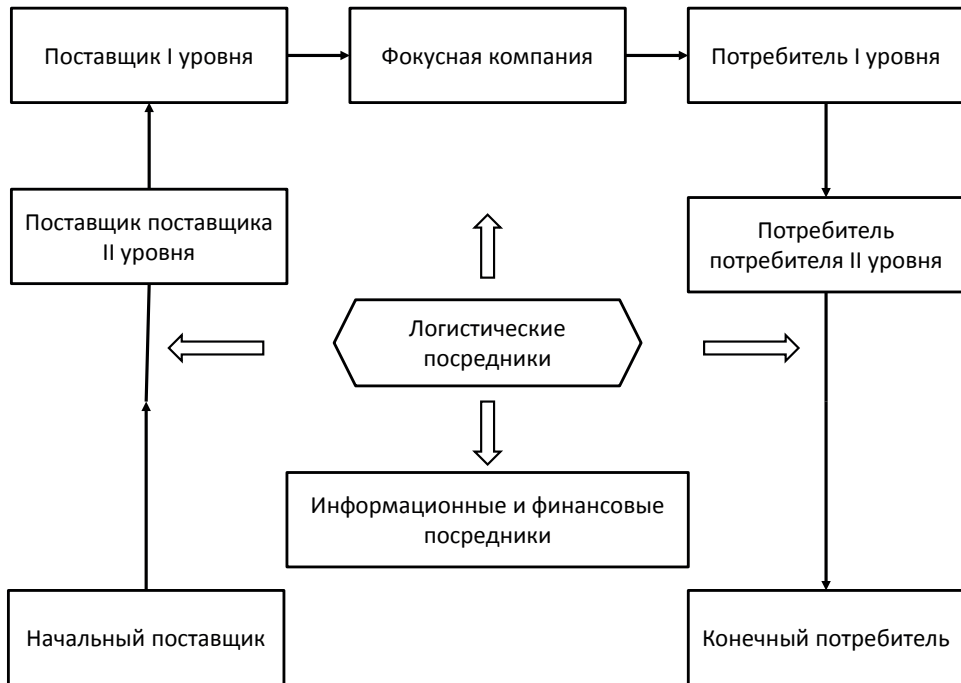 Поставщик I уровня
Фокусная компания
Потребитель I уровня
Поставщик поставщика
II уровня
Потребитель
потребителя II уровня
Логистические
посредники
Информационные и финансовые
посредники
Начальный поставщик
Конечный потребитель